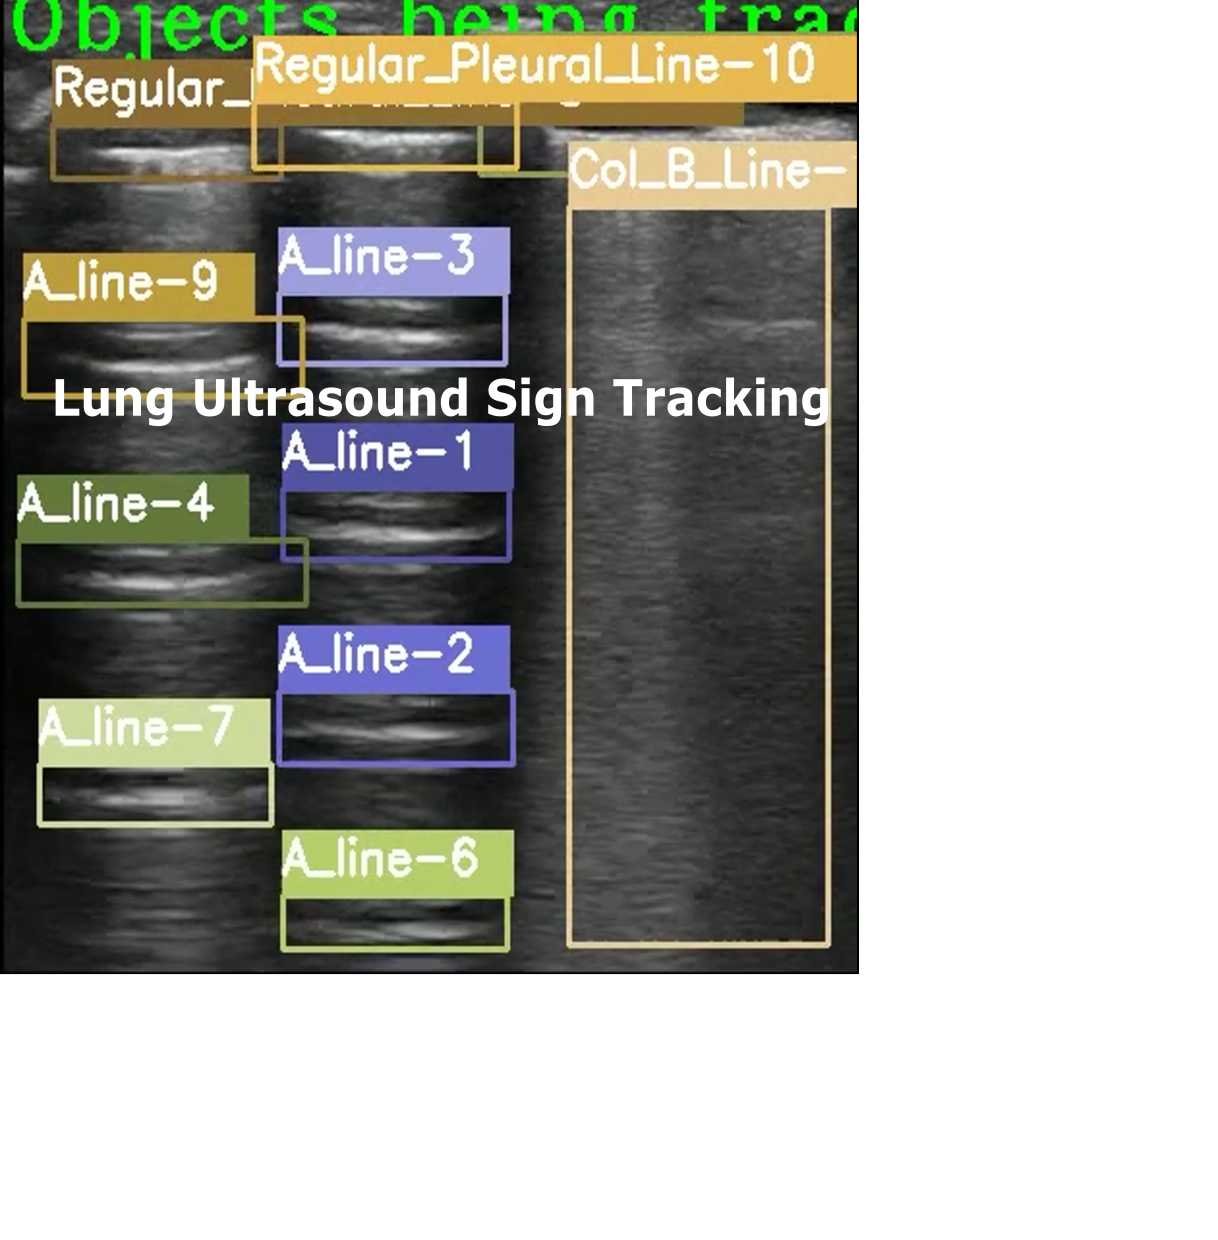 Objects being trac
Regular_Pleural_Line-10
Regular_
Col_B_Line-
A_line-3
A_line-9
Lung Ultrasound Sign Tracking
A_line-1
A_line-4
A_line-2
A_line-7
A_line-6